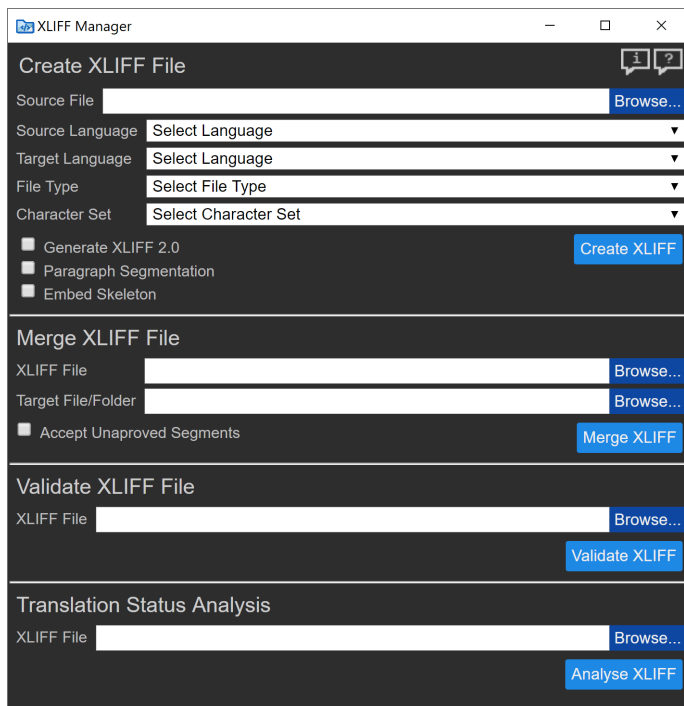 XLIFF Manager
Create XLIFF File
Source File Browse...
Source Language Select Language
Target Language Select Language
File Type Select File Type
Character Set Select Character Set
Generate XLIFF 2.0 Create XLIFF
Paragraph Segmentation
Embed Skeleton
Merge XLIFF File
XLIFF File Browse...
Target File/Folder Browse...
Accept Unaproved Segments Merge XLIFF
Validate XLIFF File
XLIFF File Browse...
Validate XLIFF
Translation Status Analysis
XLIFF File Browse...
Analyse XLIFF